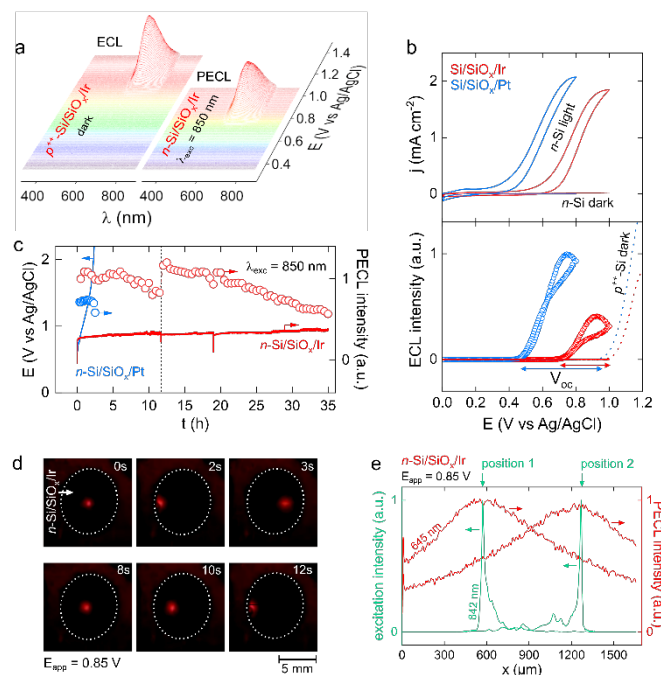 a
ECL
PECL
p++-Si/SiOx/Ir
dark
n-Si/SiOx/Ir
λexc = 850 nm
1.4
1.2
1.0
0.8
0.6
0.4
E (V vs Ag/AgCl)
400 600 800 400 600 800
λ (nm)
b
Si/SiOx/Ir
Si/SiOx/Pt
n-Si light
n-Si dark
2
1
0
j (mA cm-2)
p++-Si dark
Voc
1
0
ECL intensity (a.u.)
0.0 0.2 0.4 0.6 0.8 1.0
E (V vs Ag/AgCl)
c
λexc = 850 nm
n-Si/SiOx/Ir
n-Si/SiOx/Pt
2
1
0
E (V vs Ag/AgCl)
1
0
PECL intensity (a.u.)
0 5 10 15 20 25 30 35
t (h)
d
n-Si/SiOx/Ir
0s
2s
3s
8s
10s
12s
Eapp = 0.85 V
5 mm
e
n-Si/SiOx/Ir
Eapp = 0.85 V
position 1
position 2
645 nm
842 nm
1
0
excitation intensity (a.u.)
1
0
PECL intensity (a.u.)
0 300 600 900 1200 1500
x (μm)